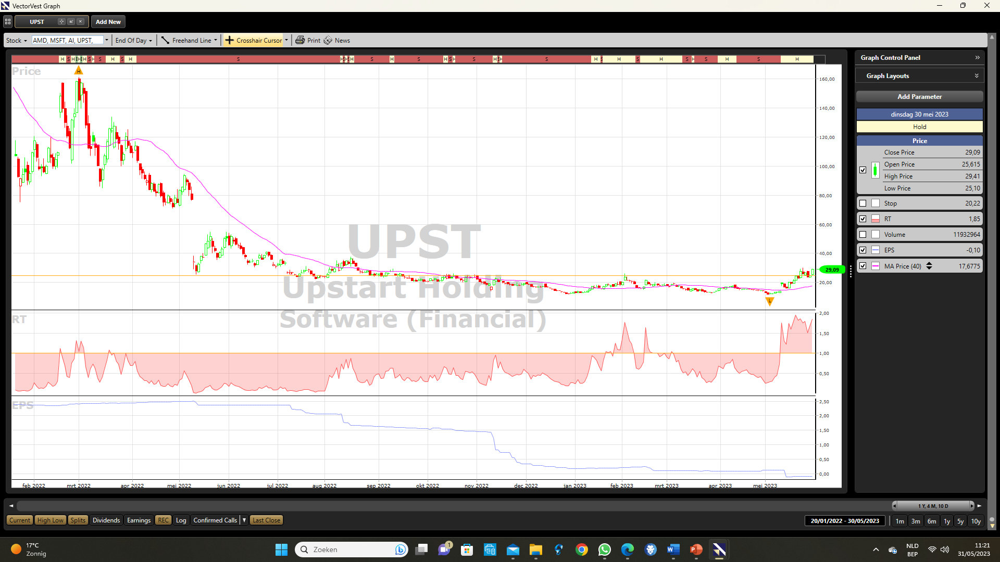 VectorVest Graph
UPST
Add New
Stock
AMD, MSFT, AI, UPST,
End Of Day
Freehand Line
Crosshair Cursor
Print
News
H S H H H S H S H S H S H S H S H S H S H S H S H S H S H S H S H S H S H S H
Price
H
160,00
140,00
120,00
100,00
80,00
60,00
40,00
29,09
20,00
L
UPST
Upstart Holding
Software (Financial)
RT
2,00
1,50
1,00
0,50
EPS
2,50
2,00
1,50
1,00
0,50
0,00
feb 2022 mrt 2022 apr 2022 mei 2022 jun 2022 jul 2022 aug 2022 sep 2022 okt 2022 nov 2022 dec 2022 jan 2023 feb 2023 mrt 2023 apr 2023 mei 2023
Graph Control Panel
Graph Layouts
Add Parameter
dinsdag 30 mei 2023
Hold
Price
Close Price 29,09
Open Price 25,615
High Price 29,41
Low Price 25,10
Stop 20,22
RT 1,85
Volume 11932964
EPS -0,10
MA Price (40) 17,6775
1 Y, 4 M, 10 D
Current High Low Splits Dividends Earnings REC Log Confirmed Calls Last Close
20/01/2022 - 30/05/2023
1m 3m 6m 1y 5y 10y
17°C
Zonnig
Zoeken
1
NLD
BEP
11:21
31/05/2023